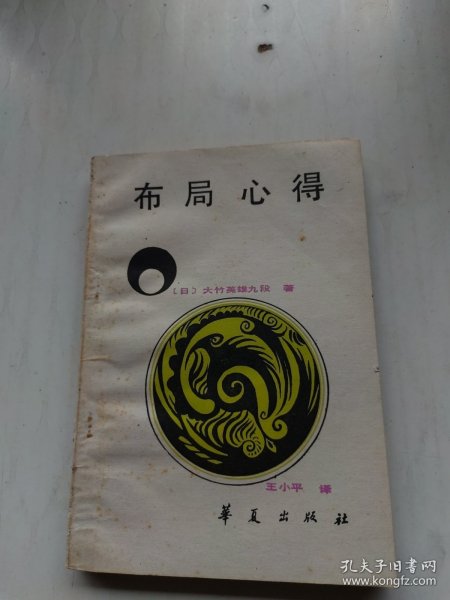 布局心得
〔日〕大竹英雄九段 著
王小平 译
華夏出版社
孔夫子旧书网
www.kongfz.com